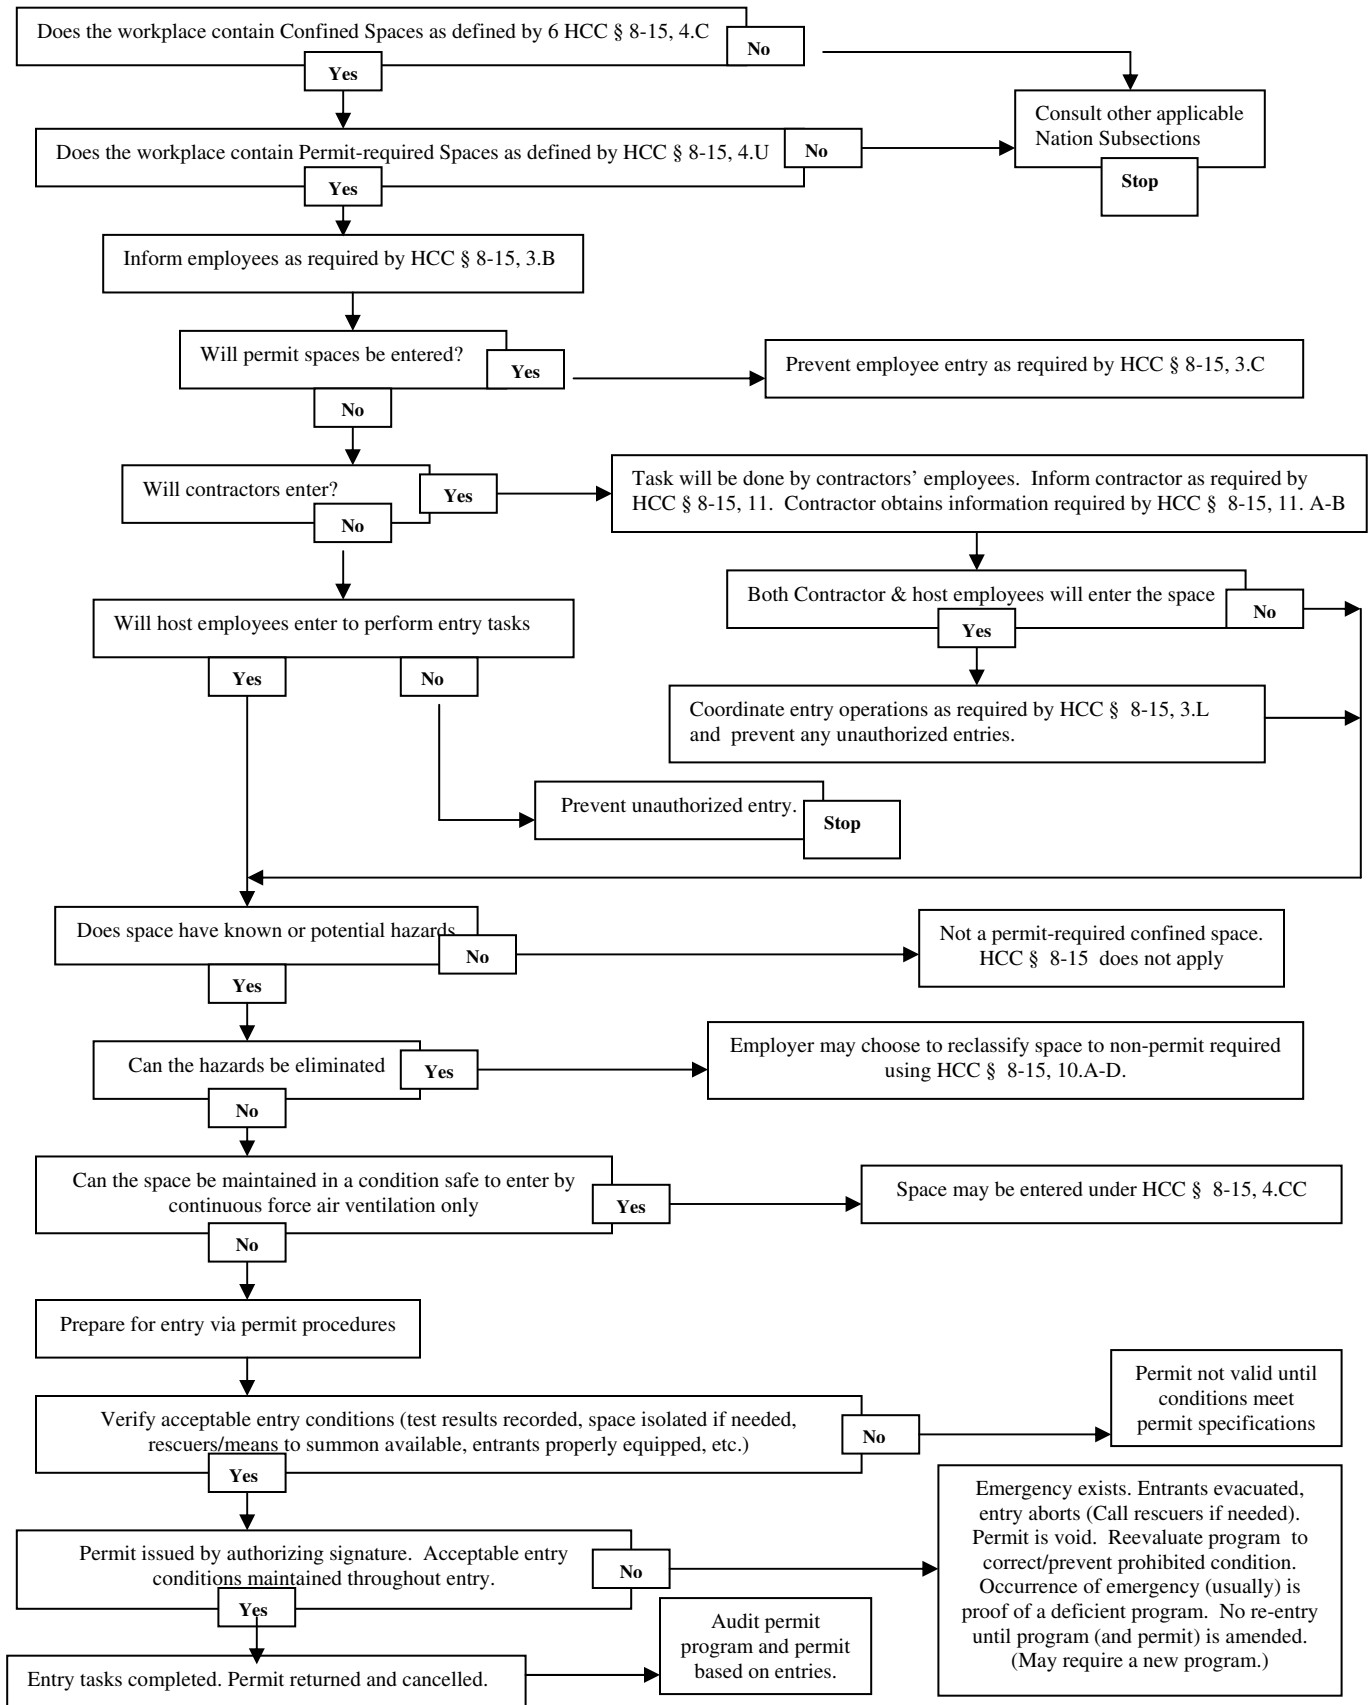 Does the workplace contain Confined Spaces as defined by 6 HCC § 8-15, 4.C
No
Yes
Consult other applicable
Nation Subsections
Stop
Does the workplace contain Permit-required Spaces as defined by HCC § 8-15, 4.U
No
Yes
Inform employees as required by HCC § 8-15, 3.B
Will permit spaces be entered?
Yes
Prevent employee entry as required by HCC § 8-15, 3.C
No
Will contractors enter?
Yes
Task will be done by contractors’ employees.  Inform contractor as required by
HCC § 8-15, 11.  Contractor obtains information required by HCC §  8-15, 11. A-B
No
Both Contractor & host employees will enter the space
No
Yes
Will host employees enter to perform entry tasks
Yes
No
Coordinate entry operations as required by HCC §  8-15, 3.L
and  prevent any unauthorized entries.
Prevent unauthorized entry.
Stop
Does space have known or potential hazards
No
Not a permit-required confined space.
HCC §  8-15  does not apply
Yes
Can the hazards be eliminated
Yes
Employer may choose to reclassify space to non-permit required
using HCC §  8-15, 10.A-D.
No
Can the space be maintained in a condition safe to enter by
continuous force air ventilation only
Yes
Space may be entered under HCC §  8-15, 4.CC
No
Prepare for entry via permit procedures
Verify acceptable entry conditions (test results recorded, space isolated if needed,
rescuers/means to summon available, entrants properly equipped, etc.)
No
Permit not valid until
conditions meet
permit specifications
Yes
Permit issued by authorizing signature.  Acceptable entry
conditions maintained throughout entry.
No
Emergency exists. Entrants evacuated,
entry aborts (Call rescuers if needed).
Permit is void.  Reevaluate program  to
correct/prevent prohibited condition.
Occurrence of emergency (usually) is
proof of a deficient program.  No re-entry
until program (and permit) is amended.
(May require a new program.)
Yes
Entry tasks completed. Permit returned and cancelled.
Audit permit
program and permit
based on entries.